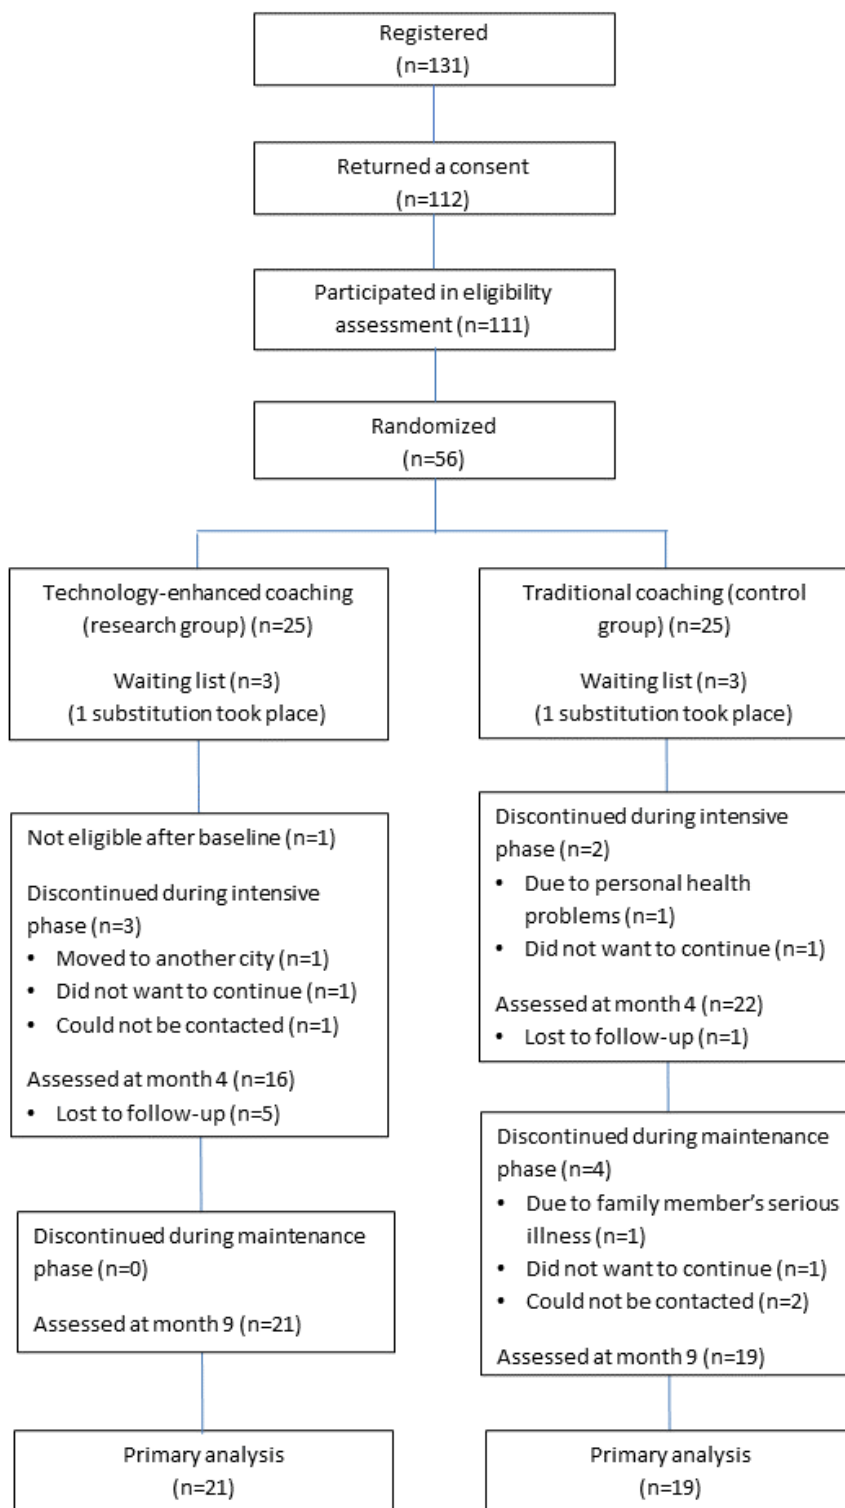 Registered
(n=131)
Returned a consent
(n=112)
Participated in eligibility
assessment (n=111)
Randomized
(n=56)
Technology-enhanced coaching
(research group) (n=25)
Waiting list (n=3)
(1 substitution took place)
Traditional coaching (control
group) (n=25)
Waiting list (n=3)
(1 substitution took place)
Not eligible after baseline (n=1)
Discontinued during intensive
phase (n=3)
• Moved to another city (n=1)
• Did not want to continue (n=1)
• Could not be contacted (n=1)
Assessed at month 4 (n=16)
• Lost to follow-up (n=5)
Discontinued during intensive
phase (n=2)
• Due to personal health
problems (n=1)
• Did not want to continue (n=1)
Assessed at month 4 (n=22)
• Lost to follow-up (n=1)
Discontinued during maintenance
phase (n=0)
Assessed at month 9 (n=21)
Discontinued during maintenance
phase (n=4)
• Due to family member’s serious
illness (n=1)
• Did not want to continue (n=1)
• Could not be contacted (n=2)
Assessed at month 9 (n=19)
Primary analysis
(n=21)
Primary analysis
(n=19)